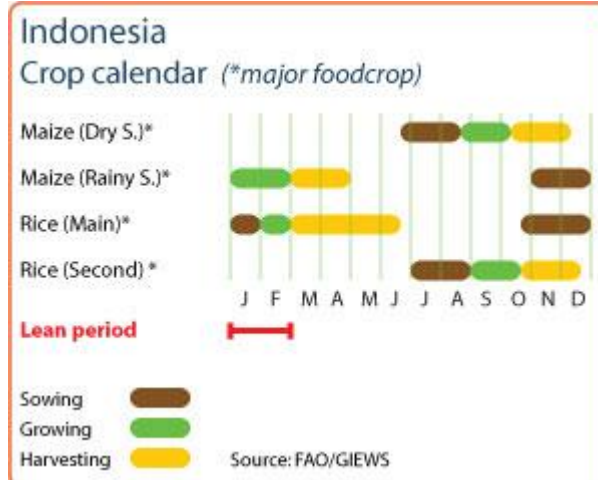 Indonesia
Crop calendar (*major foodcrop)
Maize (Dry S.)*
Maize (Rainy S.)*
Rice (Main)*
Rice (Second) *
J F M A M J J A S O N D
Lean period
Sowing
Growing
Harvesting Source: FAO/GIEWS